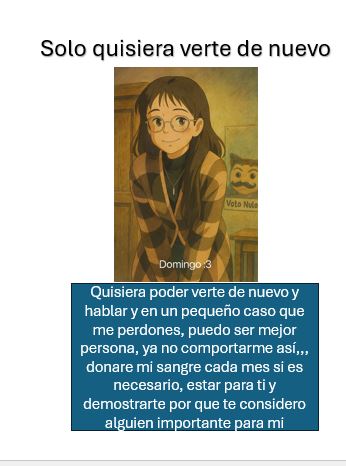 Solo quisiera verte de nuevo
Voto Nulo
Domingo :3
Quisiera poder verte de nuevo y
hablar y en un pequeño caso que
me perdones, puedo ser mejor
persona, ya no comportarme así,,,
donare mi sangre cada mes si es
necesario, estar para ti y
demostrarte por que te considero
alguien importante para mi